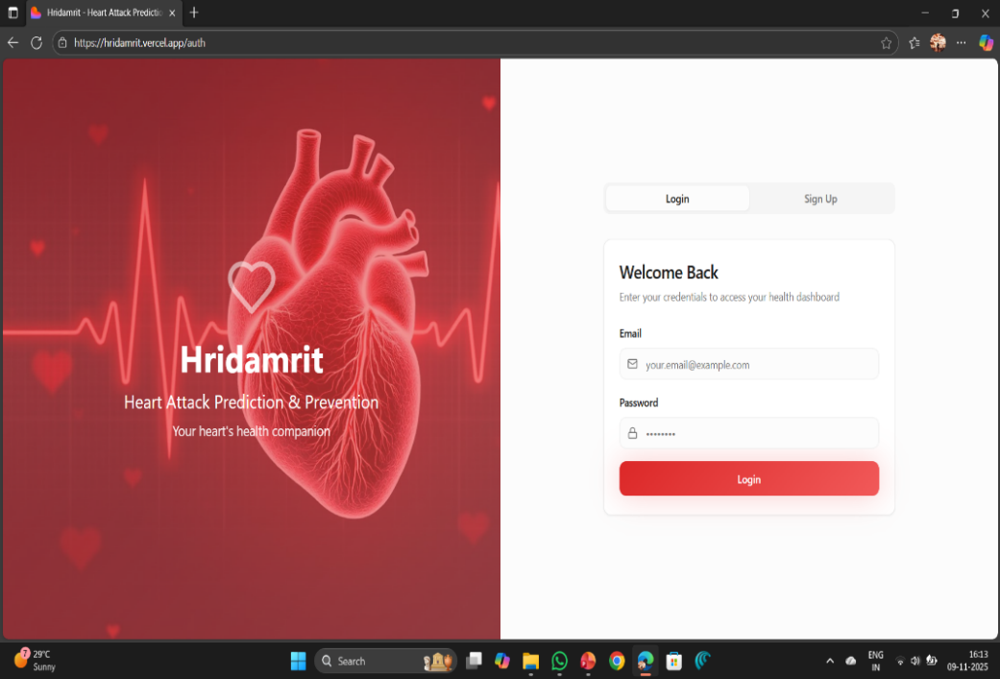 Hridamrit - Heart Attack Predictio
https://hridamrit.vercel.app/auth
Hridamrit
Heart Attack Prediction & Prevention
Your heart's health companion
Login
Sign Up
Welcome Back
Enter your credentials to access your health dashboard
Email
your.email@example.com
Password
••••••••
Login
7
29°C
Sunny
Search
ENG
IN
16:13
09-11-2025